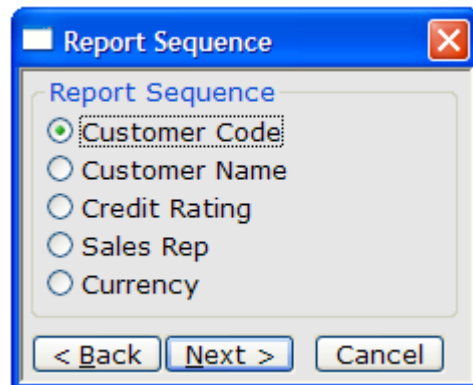 Report Sequence
Report Sequence
Customer Code
Customer Name
Credit Rating
Sales Rep
Currency
< Back Next > Cancel